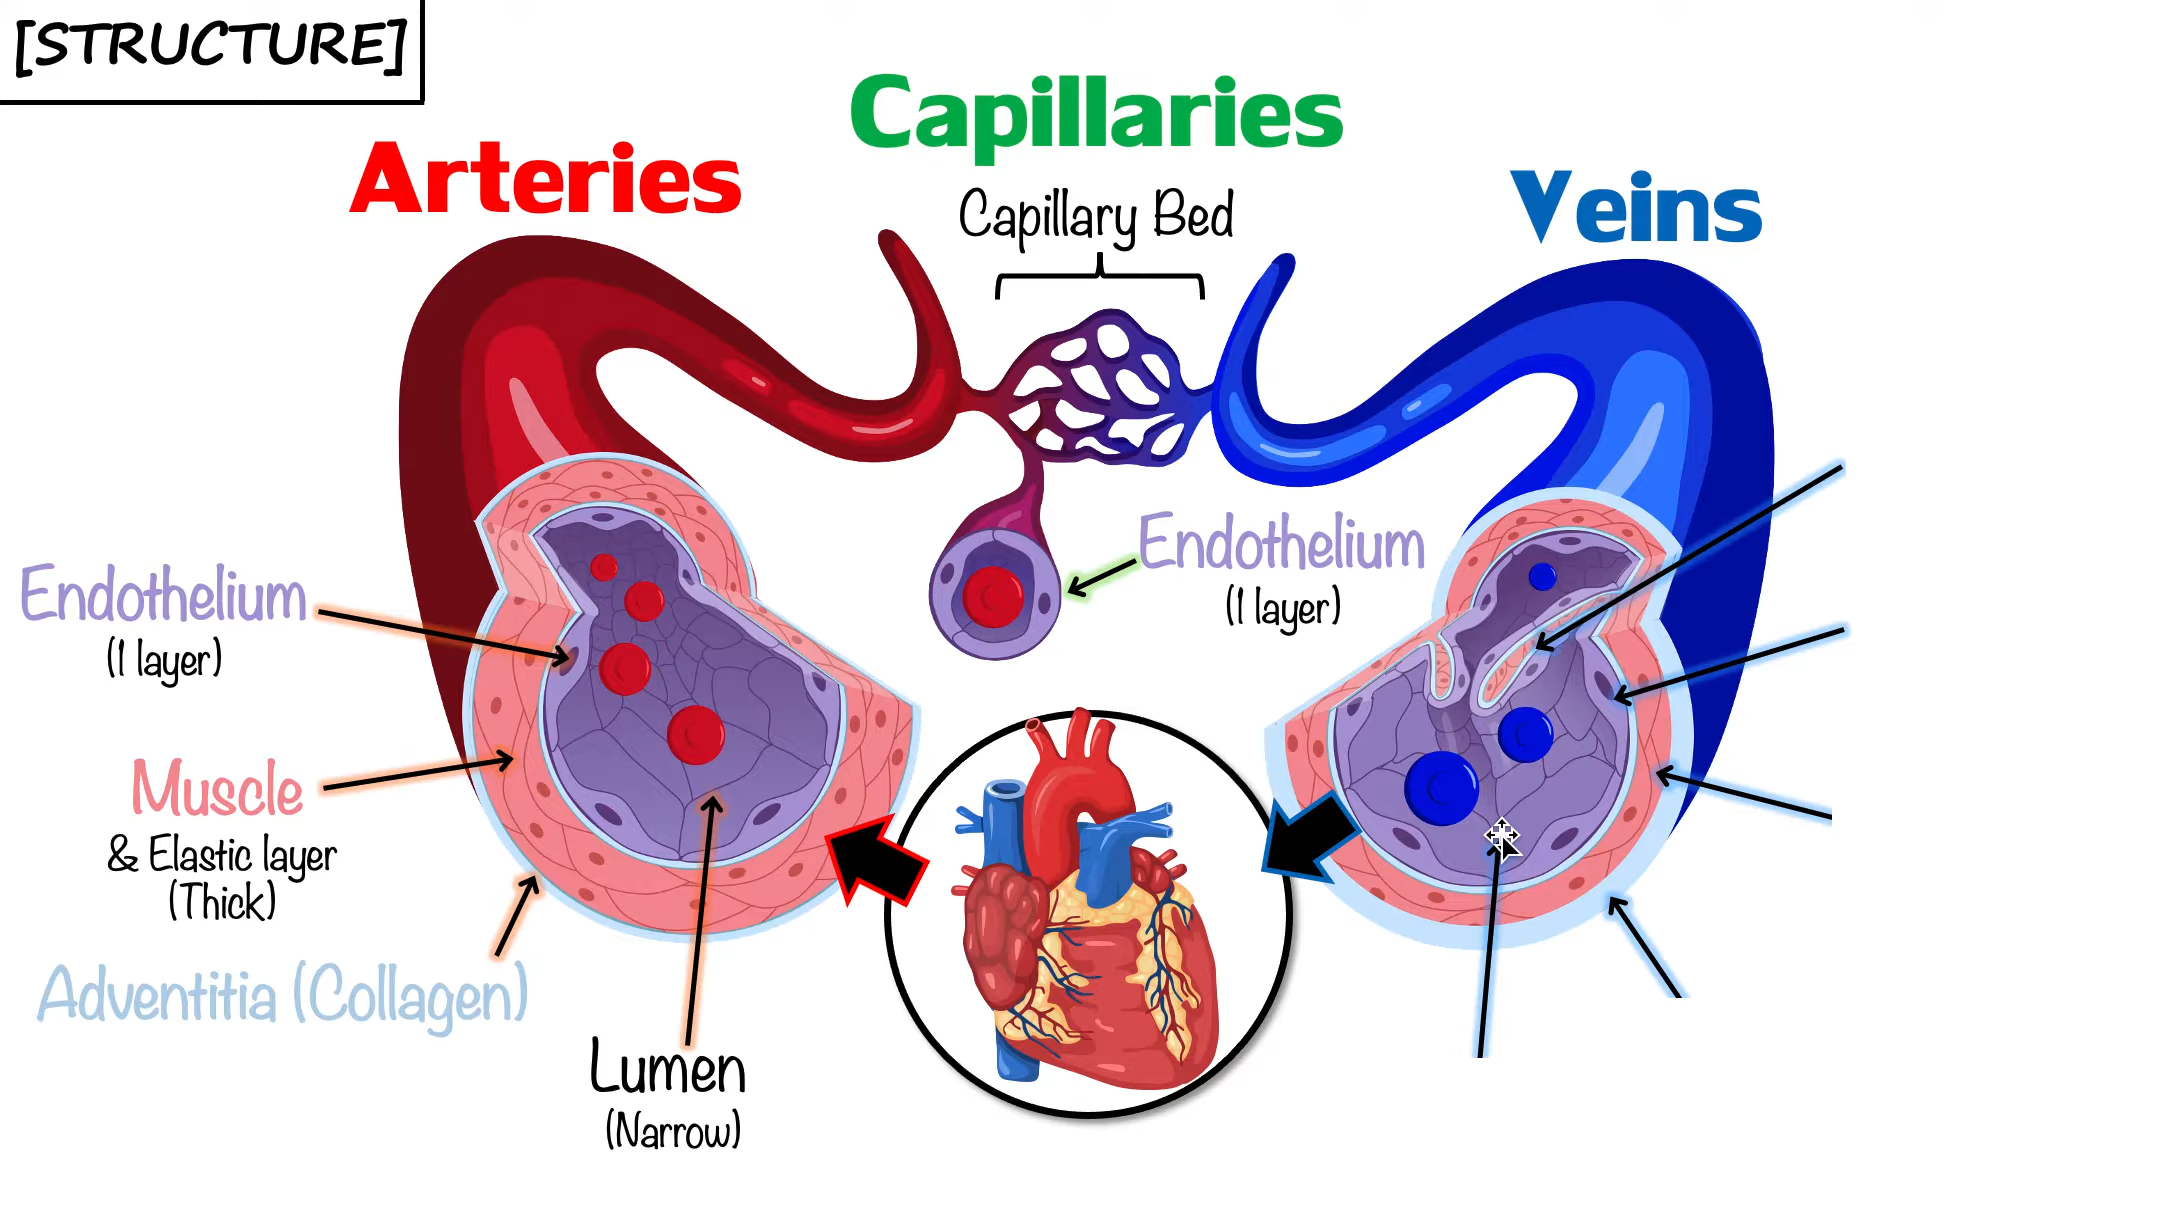 [STRUCTURE]
Capillaries
Arteries
Capillary Bed
Veins
Endothelium
(1 layer)
Endothelium
(1 layer)
Muscle
& Elastic layer
(Thick)
Adventitia (Collagen)
Lumen
(Narrow)